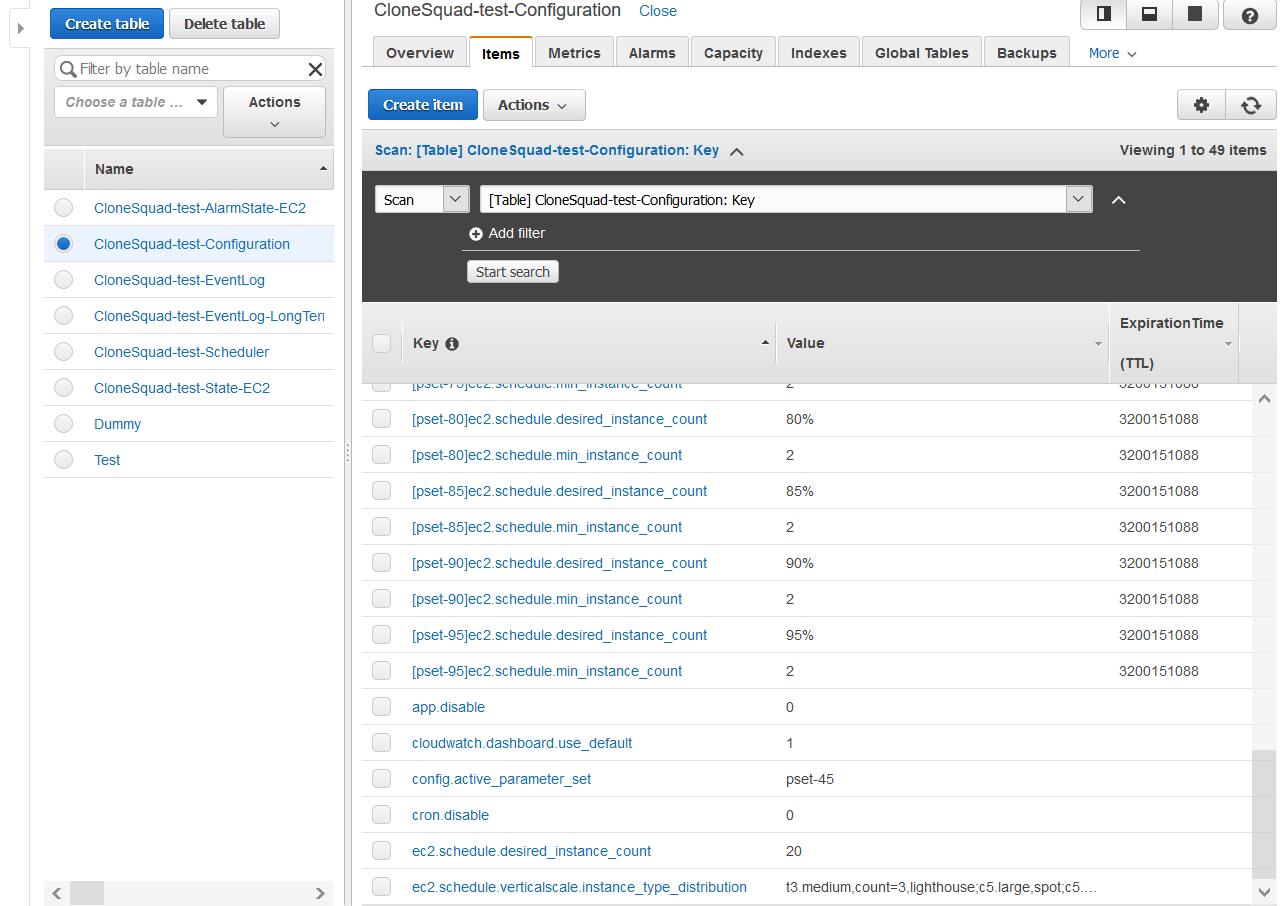 Create table
Delete table
Filter by table name
Choose a table ...
Actions
Name
CloneSquad-test-AlarmState-EC2
CloneSquad-test-Configuration
CloneSquad-test-EventLog
CloneSquad-test-EventLog-LongTerm
CloneSquad-test-Scheduler
CloneSquad-test-State-EC2
Dummy
Test
CloneSquad-test-Configuration Close
Overview Items Metrics Alarms Capacity Indexes Global Tables Backups More
Create item Actions
Scan: [Table] CloneSquad-test-Configuration: Key Viewing 1 to 49 items
Scan [Table] CloneSquad-test-Configuration: Key
Add filter
Start search
Key Value ExpirationTime
(TTL)
[pset-75]ec2.schedule.min_instance_count 2 3200151088
[pset-80]ec2.schedule.desired_instance_count 80% 3200151088
[pset-80]ec2.schedule.min_instance_count 2 3200151088
[pset-85]ec2.schedule.desired_instance_count 85% 3200151088
[pset-85]ec2.schedule.min_instance_count 2 3200151088
[pset-90]ec2.schedule.desired_instance_count 90% 3200151088
[pset-90]ec2.schedule.min_instance_count 2 3200151088
[pset-95]ec2.schedule.desired_instance_count 95% 3200151088
[pset-95]ec2.schedule.min_instance_count 2 3200151088
app.disable 0
cloudwatch.dashboard.use_default 1
config.active_parameter_set pset-45
cron.disable 0
ec2.schedule.desired_instance_count 20
ec2.schedule.verticalscale.instance_type_distribution t3.medium,count=3,lighthouse;c5.large,spot;c5....